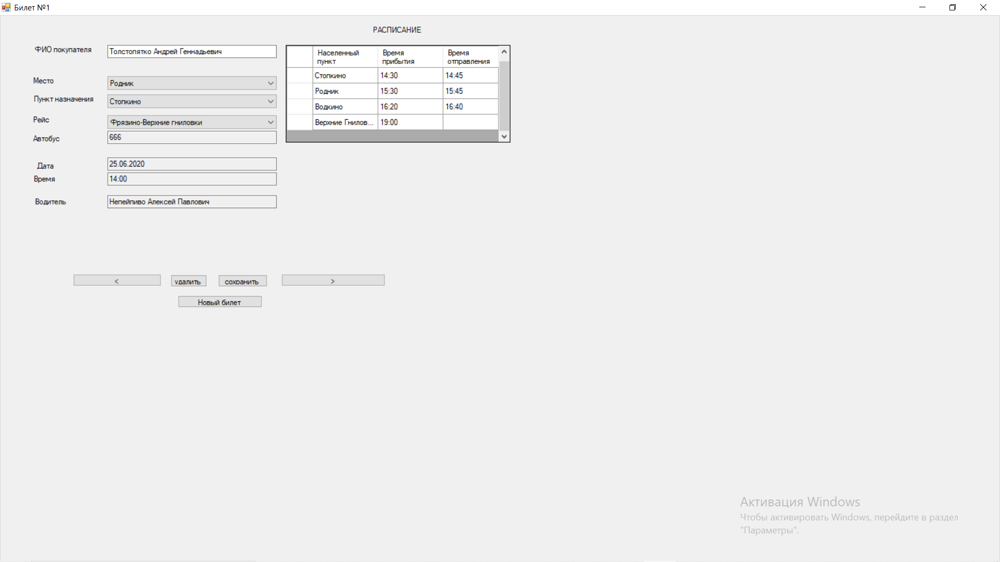 Билет №1
РАСПИСАНИЕ
ФИО покупателя
Толстопятко Андрей Геннадьевич
Место
Родник
Пункт назначения
Стопкино
Рейс
Фрязино-Верхние гниловки
Автобус
666
Дата
25.06.2020
Время
14:00
Водитель
Непейпиво Алексей Павлович
Населенный пункт Время прибытия Время отправления
Стопкино 14:30 14:45
Родник 15:30 15:45
Водкино 16:20 16:40
Верхние Гнилов... 19:00
< удалить сохранить >
Новый билет
Активация Windows
Чтобы активировать Windows, перейдите в раздел
"Параметры".